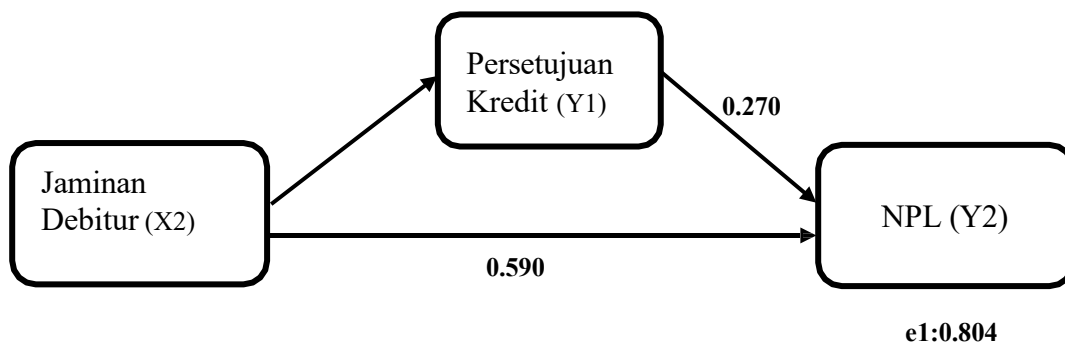 Persetujuan
Kredit (Y1)
0.270
Jaminan
Debitur (X2)
NPL (Y2)
0.590
e1:0.804